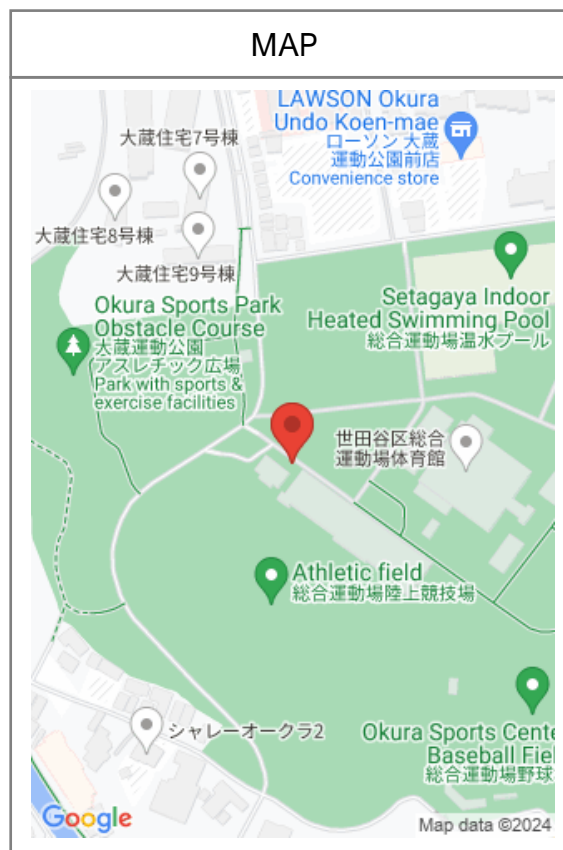 MAP
LAWSON Okura
Undo Koen-mae
ローソン 大蔵
運動公園前店
Convenience store
大蔵住宅7号棟
大蔵住宅8号棟
大蔵住宅9号棟
Okura Sports Park
Obstacle Course
大蔵運動公園
アスレチック広場
Park with sports &
exercise facilities
Setagaya Indoor
Heated Swimming Pool
総合運動場温水プール
世田谷区総合
運動場体育館
Athletic field
総合運動場陸上競技場
シャレーオークラ2
Okura Sports Cente
Baseball Fiel
総合運動場野球
Google
Map data ©2024